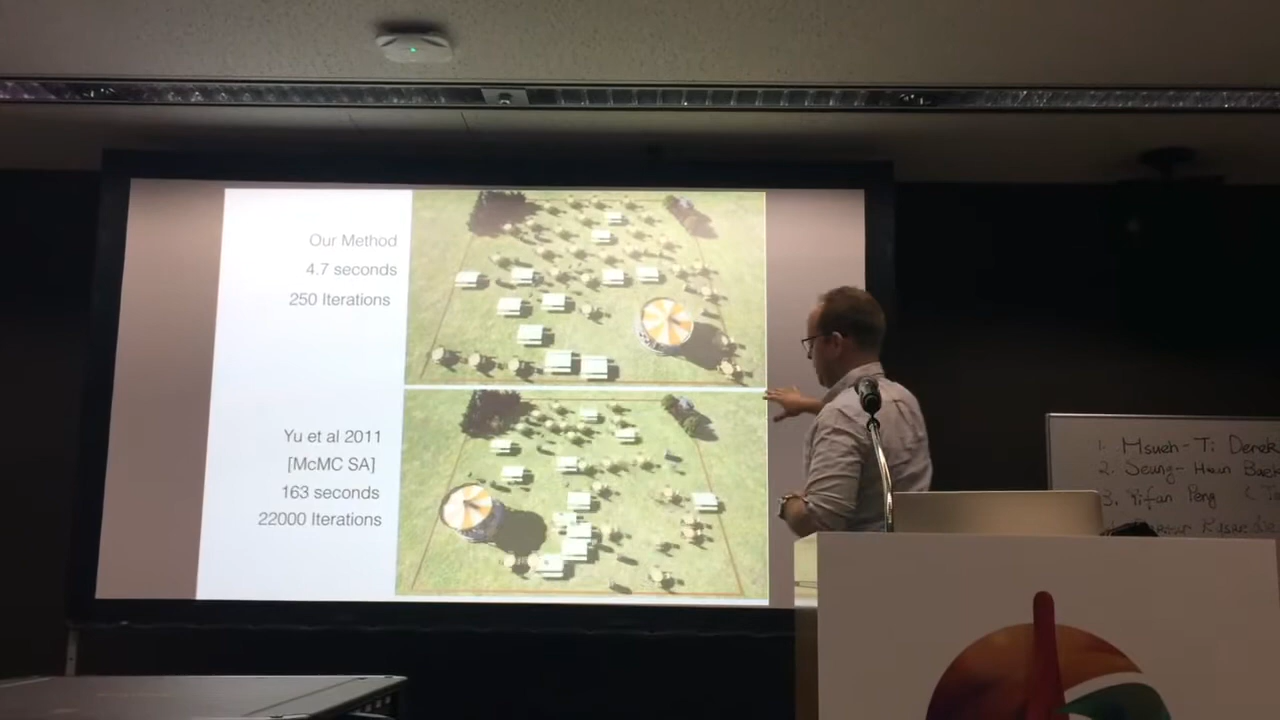 Our Method
4.7 seconds
250 Iterations
Yu et al 2011
[McMC SA]
163 seconds
22000 Iterations
1. Hsueh-Ti Derek
2. Seung-Hwan Baek
3. Yifan Peng